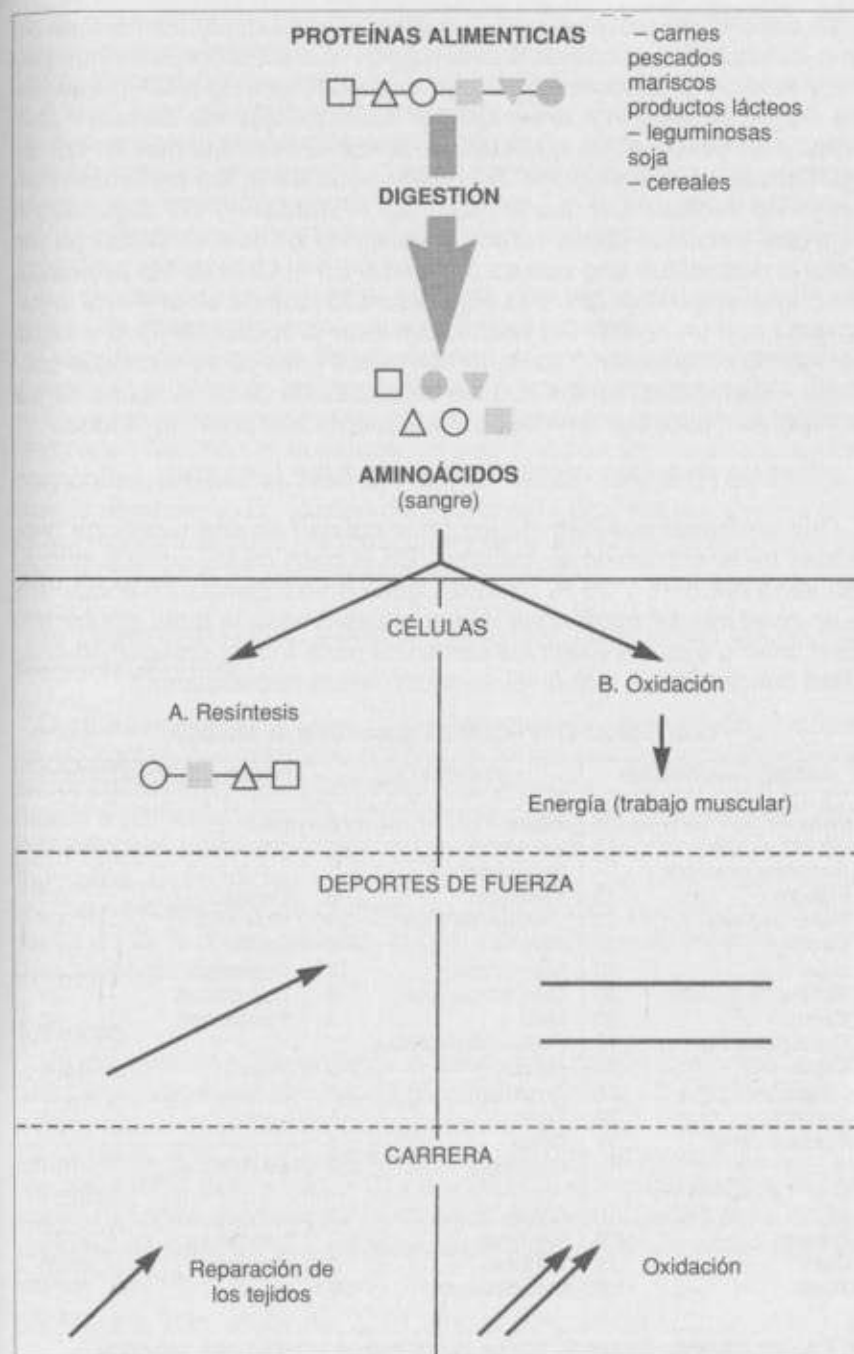 PROTEÍNAS ALIMENTICIAS
– carnes
pescados
mariscos
productos lácteos
– leguminosas
soja
– cereales
DIGESTIÓN
AMINOÁCIDOS
(sangre)
CÉLULAS
A. Resíntesis
B. Oxidación
Energía (trabajo muscular)
DEPORTES DE FUERZA
CARRERA
Reparación de
los tejidos
Oxidación